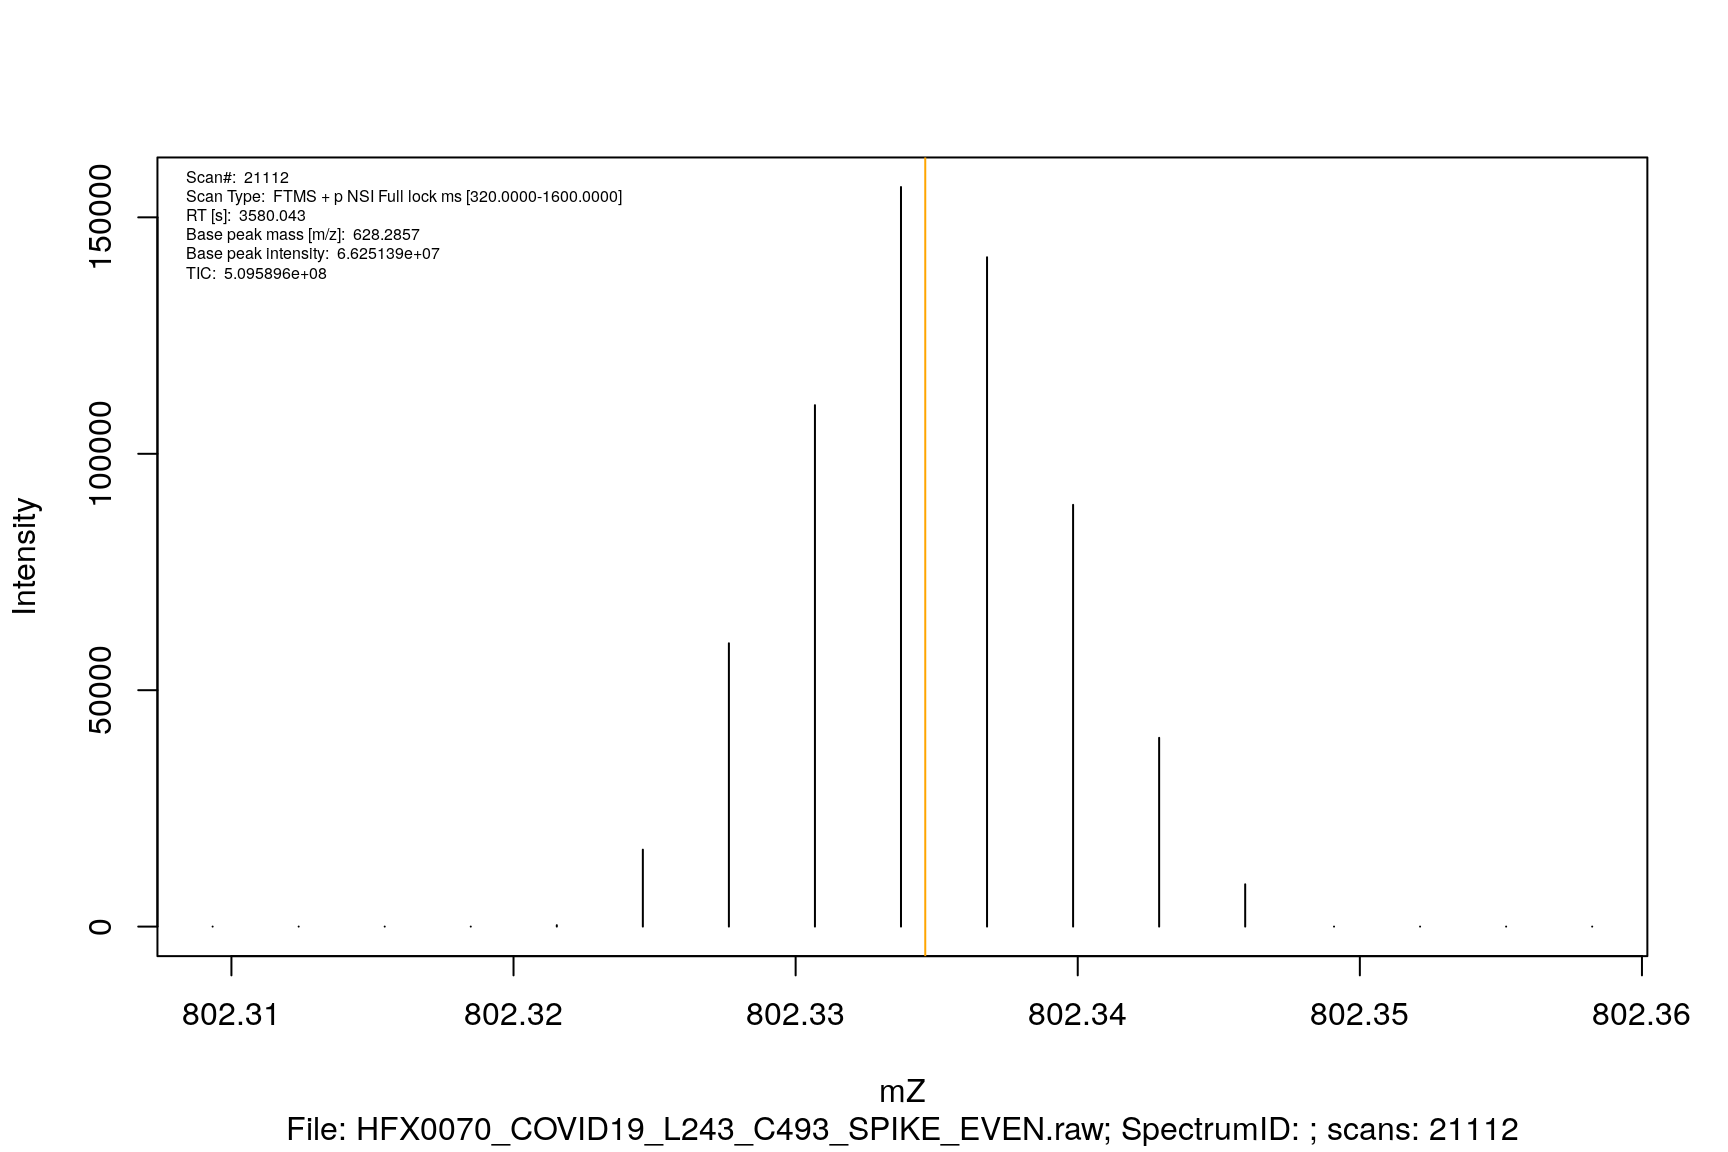 Scan#: 21112
Scan Type: FTMS + p NSI Full lock ms [320.0000-1600.0000]
RT [s]: 3580.043
Base peak mass [m/z]: 628.2857
Base peak intensity: 6.625139e+07
TIC: 5.095896e+08
150000
100000
50000
0
Intensity
802.31 802.32 802.33 802.34 802.35 802.36
mZ
File: HFX0070_COVID19_L243_C493_SPIKE_EVEN.raw; SpectrumID: ; scans: 21112